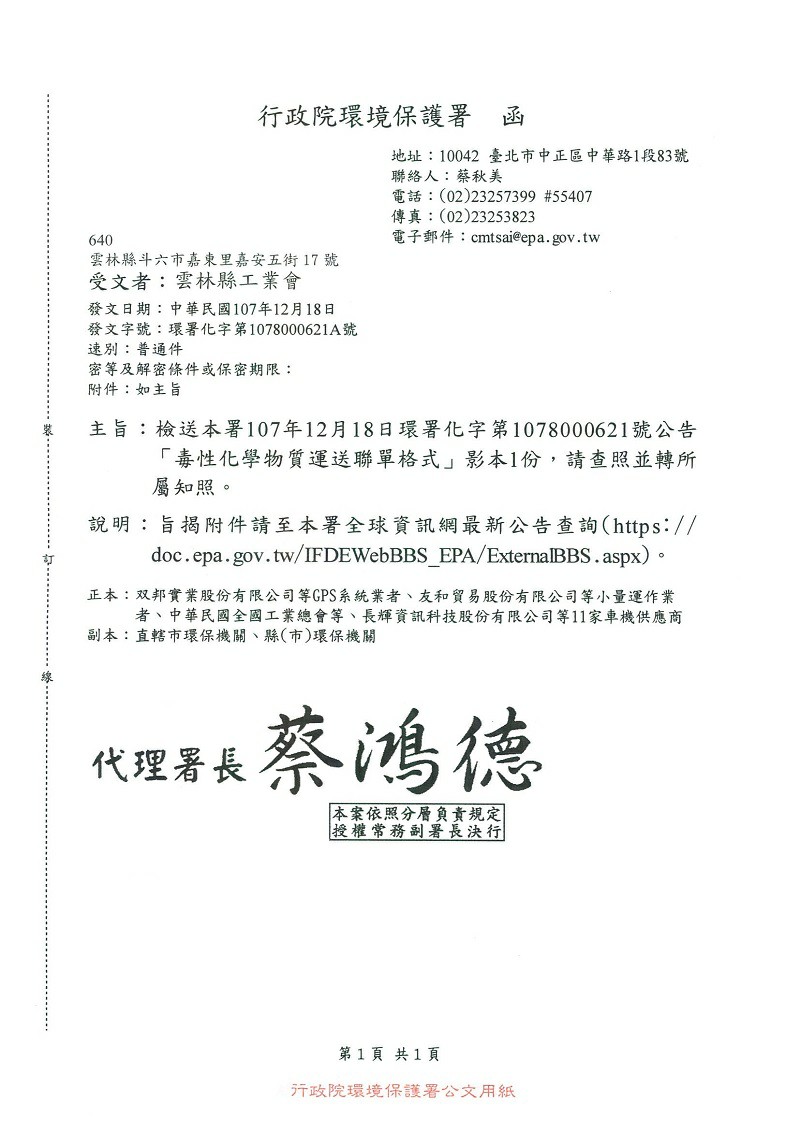 行政院環境保護署　函
地址：10042 臺北市中正區中華路1段83號
聯絡人：蔡秋美
電話：(02)23257399 #55407
傳真：(02)23253823
電子郵件：cmtsai@epa.gov.tw
640
雲林縣斗六市嘉東里嘉安五街 17 號
受文者：雲林縣工業會
發文日期：中華民國107年12月18日
發文字號：環署化字第1078000621A號
速別：普通件
密等及解密條件或保密期限：
附件：如主旨
主旨：檢送本署107年12月18日環署化字第1078000621號公告
「毒性化學物質運送聯單格式」影本1份，請查照並轉所
屬知照。
說明：旨揭附件請至本署全球資訊網最新公告查詢(https://
doc.epa.gov.tw/IFDEWebBBS_EPA/ExternalBBS.aspx)。
正本：双邦實業股份有限公司等GPS系統業者、友和貿易股份有限公司等小量運作業
者、中華民國全國工業總會等、長輝資訊科技股份有限公司等11家車機供應商
副本：直轄市環保機關、縣(市)環保機關
裝
訂
線
代理署長 蔡鴻德
本案依照分層負責規定
授權常務副署長決行
第1頁 共1頁
行政院環境保護署公文用紙